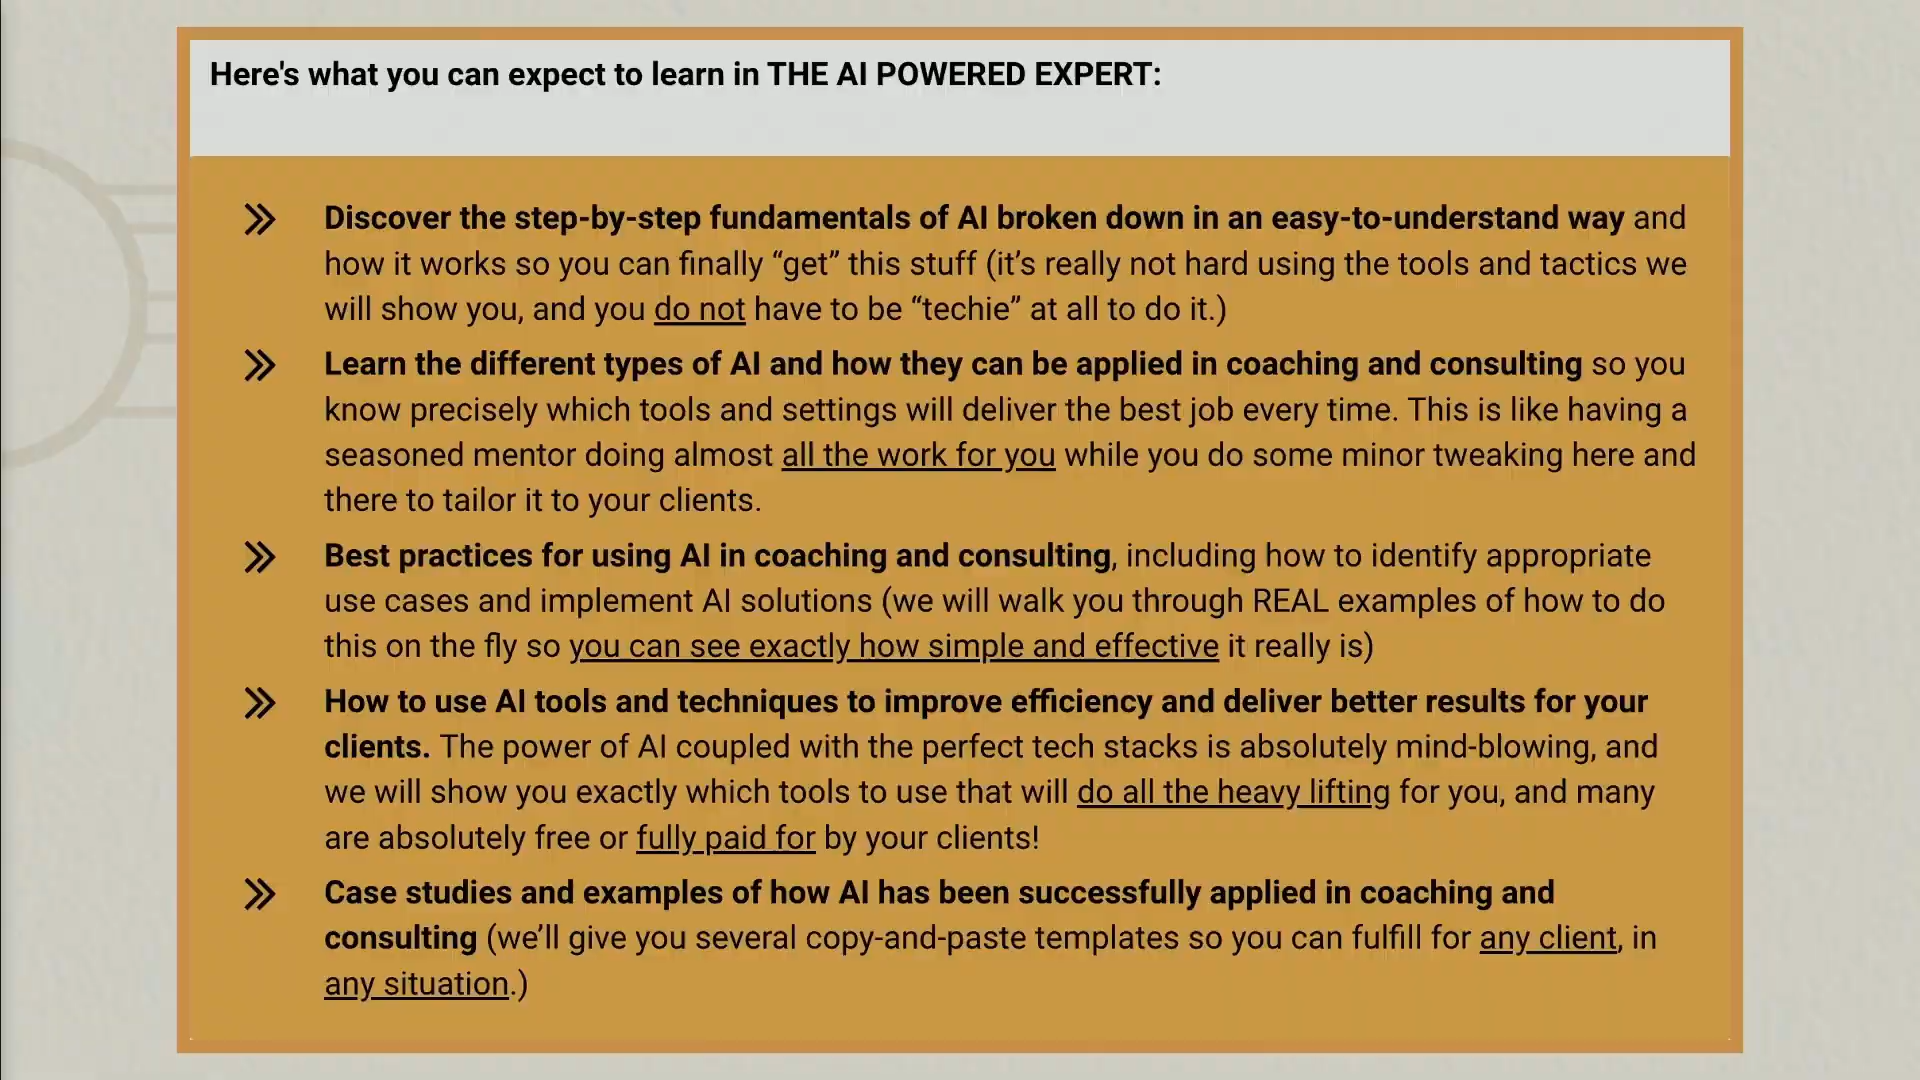 Here's what you can expect to learn in THE AI POWERED EXPERT:
Discover the step-by-step fundamentals of AI broken down in an easy-to-understand way and
how it works so you can finally “get” this stuff (it’s really not hard using the tools and tactics we
will show you, and you do not have to be “techie” at all to do it.)
Learn the different types of AI and how they can be applied in coaching and consulting so you
know precisely which tools and settings will deliver the best job every time. This is like having a
seasoned mentor doing almost all the work for you while you do some minor tweaking here and
there to tailor it to your clients.
Best practices for using AI in coaching and consulting, including how to identify appropriate
use cases and implement AI solutions (we will walk you through REAL examples of how to do
this on the fly so you can see exactly how simple and effective it really is)
How to use AI tools and techniques to improve efficiency and deliver better results for your
clients. The power of AI coupled with the perfect tech stacks is absolutely mind-blowing, and
we will show you exactly which tools to use that will do all the heavy lifting for you, and many
are absolutely free or fully paid for by your clients!
Case studies and examples of how AI has been successfully applied in coaching and
consulting (we’ll give you several copy-and-paste templates so you can fulfill for any client, in
any situation.)